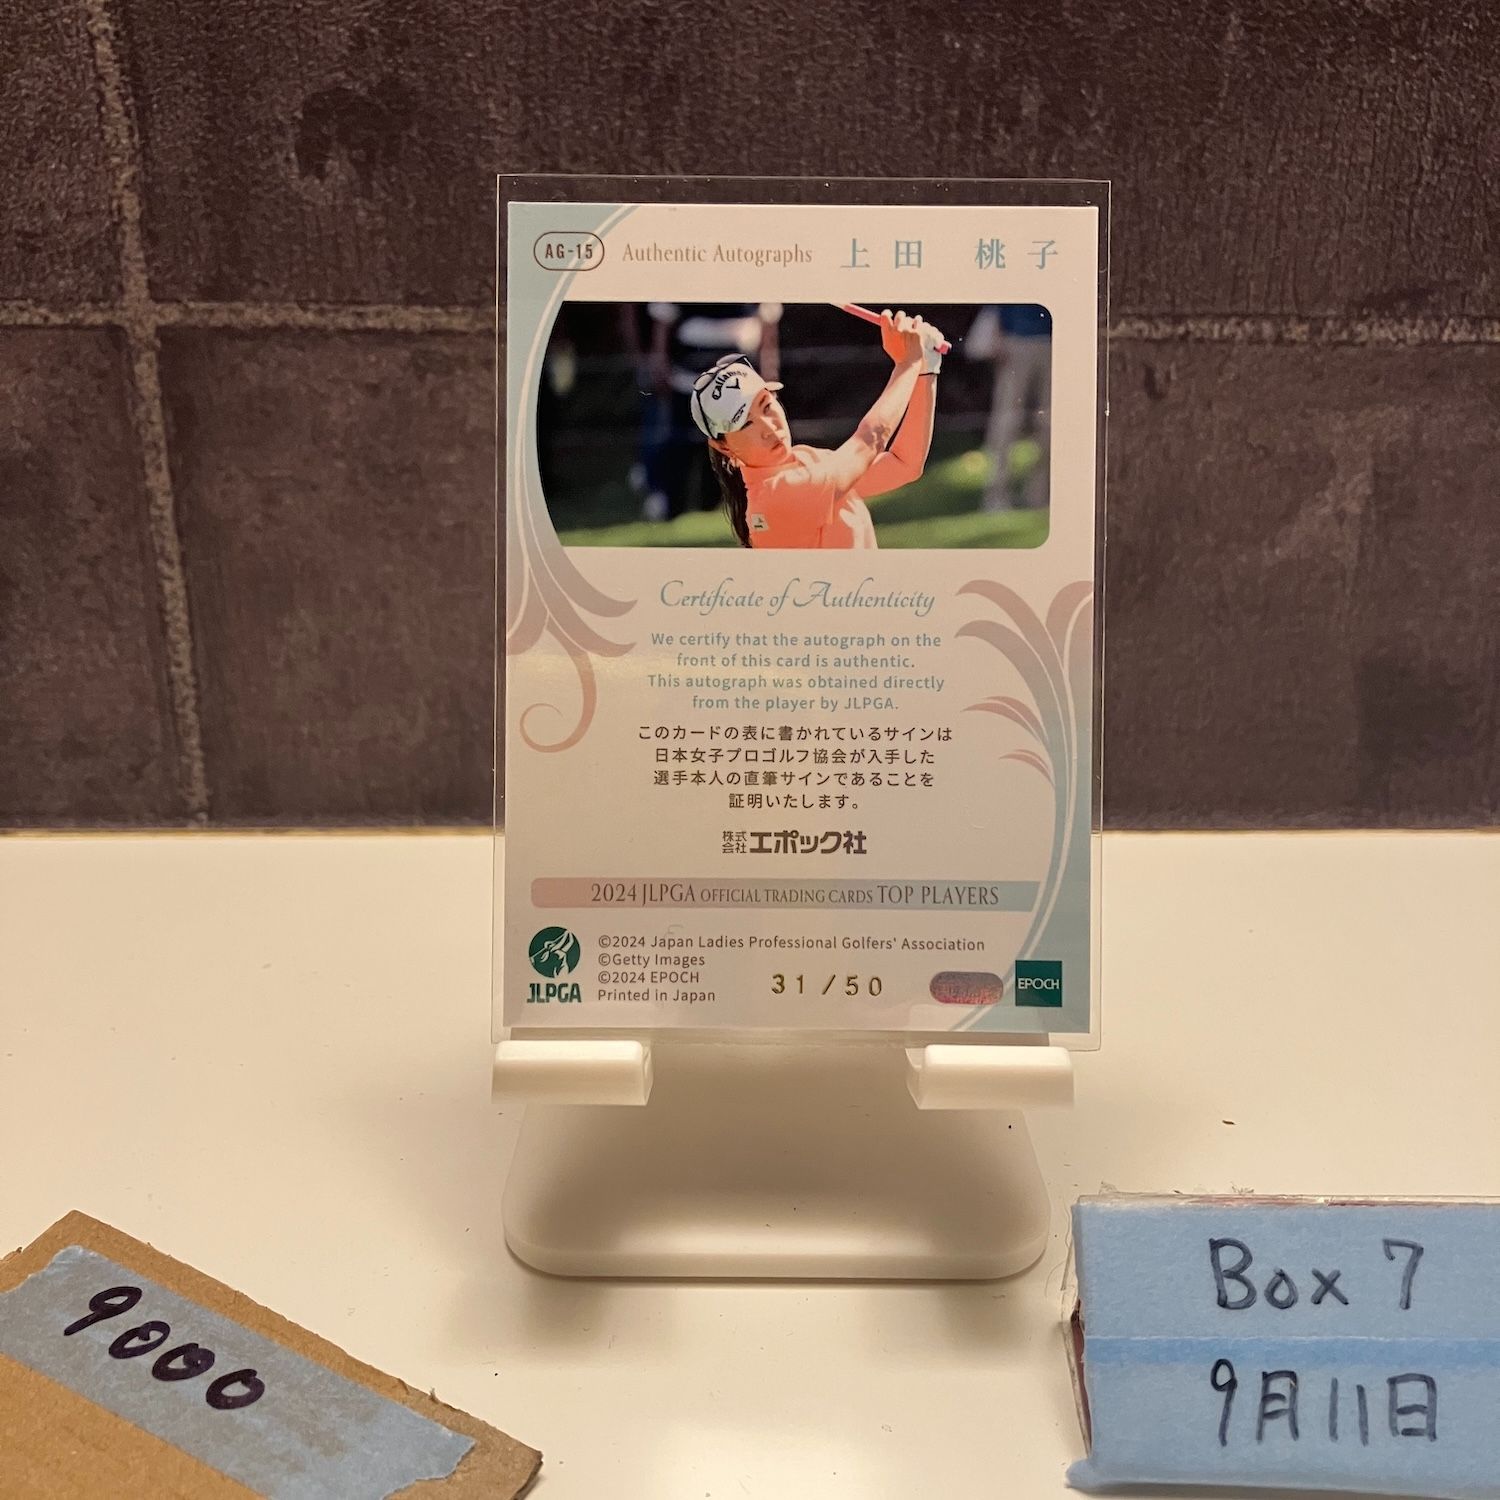 AG-15 Authentic Autographs 上田 桃子
Callaway
Certificate of Authenticity
We certify that the autograph on the
front of this card is authentic.
This autograph was obtained directly
from the player by JLPGA.
このカードの表に書かれているサインは
日本女子プロゴルフ協会が入手した
選手本人の直筆サインであることを
証明いたします。
株式会社エポック社
2024 JLPGA OFFICIAL TRADING CARDS TOP PLAYERS
©2024 Japan Ladies Professional Golfers' Association
©Getty Images
©2024 EPOCH
Printed in Japan
JLPGA
31/50
EPOCH
9000
Box 7
9月11日